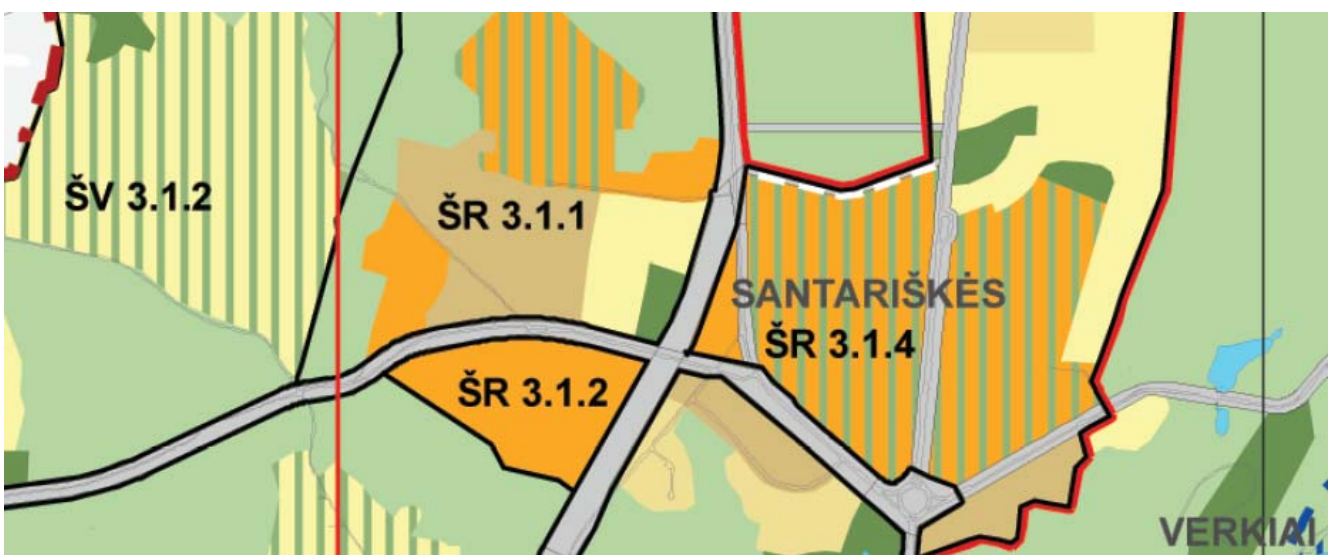 ŠV 3.1.2
ŠR 3.1.1
SANTARIŠKĖS
ŠR 3.1.4
ŠR 3.1.2
VERKIAI